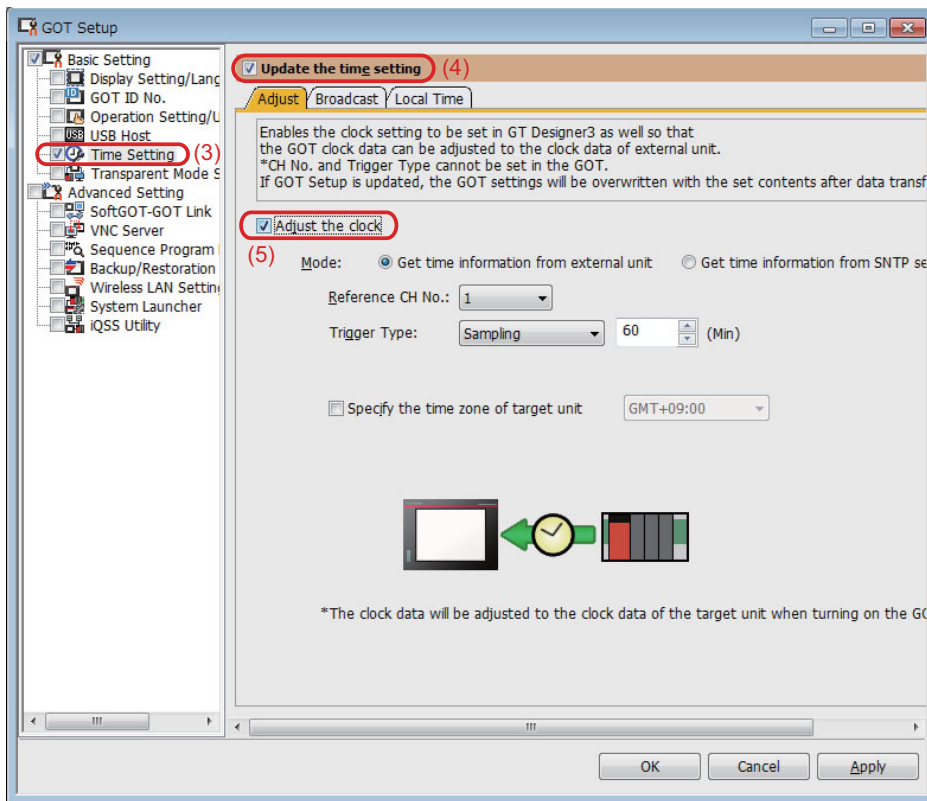 GOT Setup
Basic Setting
Display Setting/Lang
GOT ID No.
Operation Setting/U
USB USB Host
Time Setting (3)
Transparent Mode S
Advanced Setting
SoftGOT-GOT Link
VNC Server
Sequence Program
Backup/Restoration
Wireless LAN Settin
System Launcher
iQSS Utility
Update the time setting (4)
Adjust Broadcast Local Time
Enables the clock setting to be set in GT Designer3 as well so that
the GOT clock data can be adjusted to the clock data of external unit.
*CH No. and Trigger Type cannot be set in the GOT.
If GOT Setup is updated, the GOT settings will be overwritten with the set contents after data transf
Adjust the clock
(5)
Mode: Get time information from external unit Get time information from SNTP se
Reference CH No.: 1
Trigger Type: Sampling 60 (Min)
Specify the time zone of target unit GMT+09:00
*The clock data will be adjusted to the clock data of the target unit when turning on the GO
OK Cancel Apply